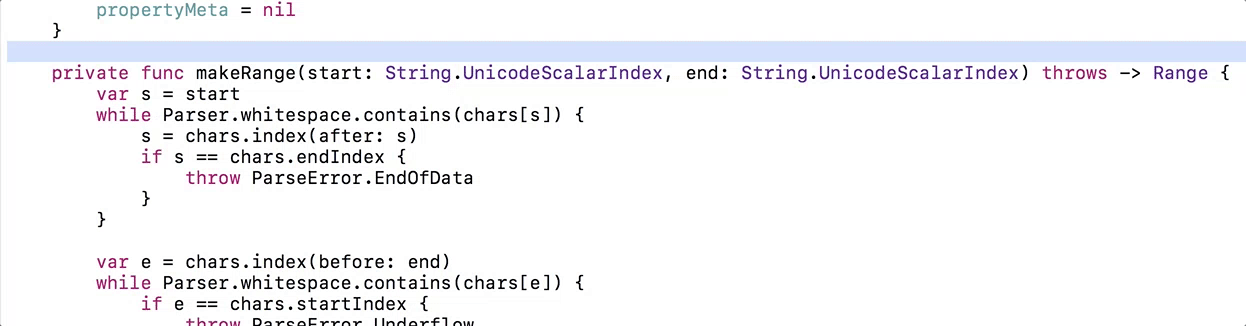 propertyMeta = nil
}
private func makeRange(start: String.UnicodeScalarIndex, end: String.UnicodeScalarIndex) throws -> Range {
var s = start
while Parser.whitespace.contains(chars[s]) {
s = chars.index(after: s)
if s == chars.endIndex {
throw ParseError.EndOfData
}
}
var e = chars.index(before: end)
while Parser.whitespace.contains(chars[e]) {
if e == chars.startIndex {
throw ParseError.Underflow